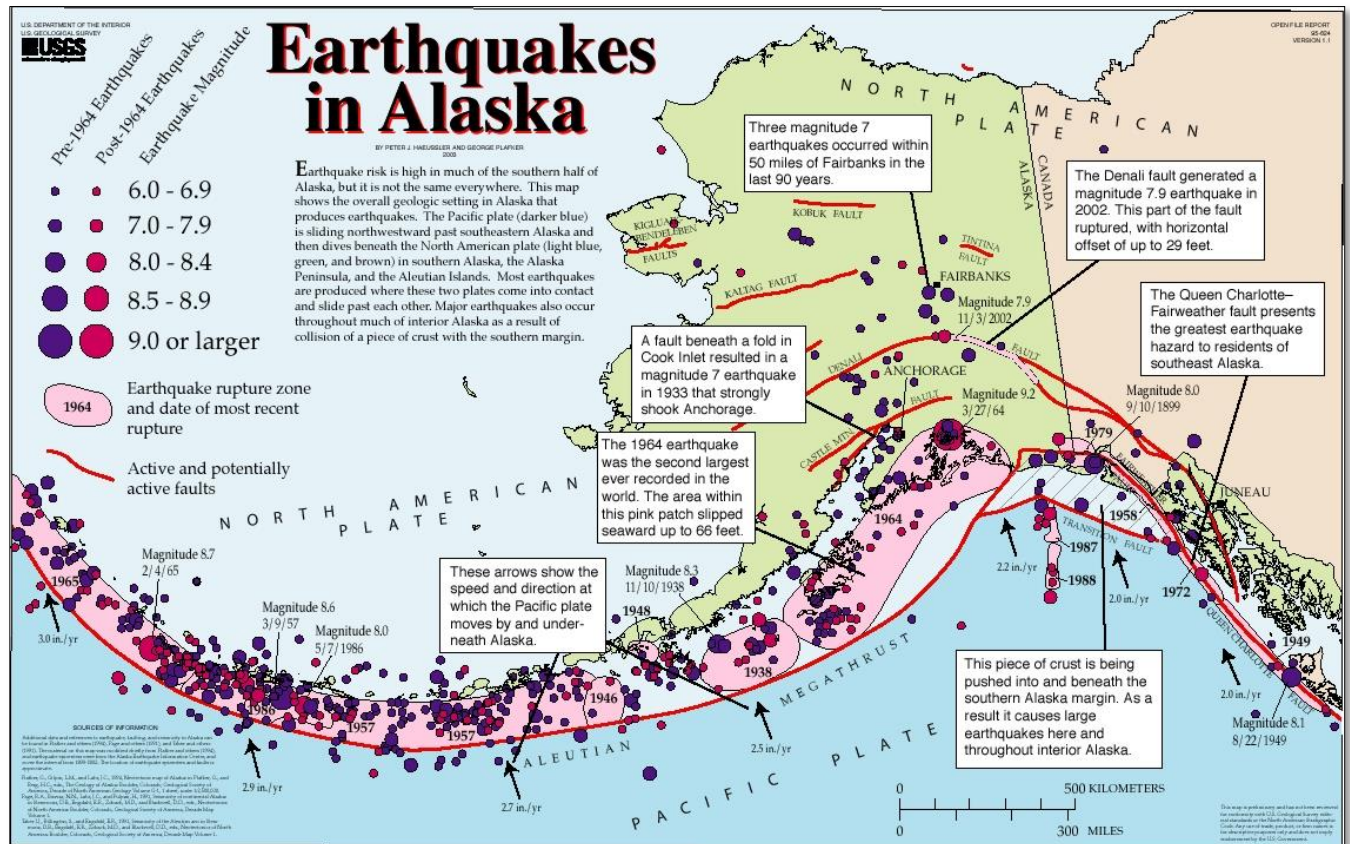 U.S. DEPARTMENT OF THE INTERIOR
U.S. GEOLOGICAL SURVEY
USGS
OPEN FILE REPORT
95-624
VERSION 1.1
Earthquakes
in Alaska
BY PETER J. HAEUSSLER AND GEORGE PLAFKER
Pre-1964 Earthquakes
Post-1964 Earthquakes
Earthquake Magnitude
6.0 - 6.9
7.0 - 7.9
8.0 - 8.4
8.5 - 8.9
9.0 or larger
1964
Earthquake rupture zone
and date of most recent
rupture
Active and potentially
active faults
Earthquake risk is high in much of the southern half of
Alaska, but it is not the same everywhere. This map
shows the overall geologic setting in Alaska that
produces earthquakes. The Pacific plate (darker blue)
is sliding northwestward past southeastern Alaska and
then dives beneath the North American plate (light blue,
green, and brown) in southern Alaska, the Alaska
Peninsula, and the Aleutian Islands. Most earthquakes
are produced where these two plates come into contact
and slide past each other. Major earthquakes also occur
throughout much of interior Alaska as a result of
collision of a piece of crust with the southern margin.
NORTH AMERICAN
PLATE
Three magnitude 7
earthquakes occurred within
50 miles of Fairbanks in the
last 90 years.
CANADA
ALASKA
The Denali fault generated a
magnitude 7.9 earthquake in
2002. This part of the fault
ruptured, with horizontal
offset of up to 29 feet.
KOBUK FAULT
BENDELEBEN
FAULTS
TINTINA
FAULT
KALTAG FAULT
FAIRBANKS
Magnitude 7.9
11/3/2002
The Queen Charlotte–
Fairweather fault presents
the greatest earthquake
hazard to residents of
southeast Alaska.
A fault beneath a fold in
Cook Inlet resulted in a
magnitude 7 earthquake
in 1933 that strongly
shook Anchorage.
DENALI
FAULT
ANCHORAGE
CASTLE MTN.
FAULT
Magnitude 9.2
3/27/64
Magnitude 8.0
9/10/1899
1979
The 1964 earthquake
was the second largest
ever recorded in the
world. The area within
this pink patch slipped
seaward up to 66 feet.
1964
JUNEAU
1958
TRANSITION FAULT
1987
1988
1972
2.2 in./yr
2.0 in./yr
NORTH AMERICAN
PLATE
Magnitude 8.7
2/4/65
1965
3.0 in./yr
Magnitude 8.6
3/9/57
Magnitude 8.0
5/7/1986
These arrows show the
speed and direction at
which the Pacific plate
moves by and under-
neath Alaska.
Magnitude 8.3
11/10/1938
1948
1938
1946
1986
1957
1957
2.9 in./yr
2.7 in./yr
2.5 in./yr
ALEUTIAN
MEGATHRUST
PACIFIC PLATE
This piece of crust is being
pushed into and beneath the
southern Alaska margin. As a
result it causes large
earthquakes here and
throughout interior Alaska.
QUEEN CHARLOTTE
FAULT
1949
2.0 in./yr
Magnitude 8.1
8/22/1949
0 500 KILOMETERS
0 300 MILES
SOURCES OF INFORMATION